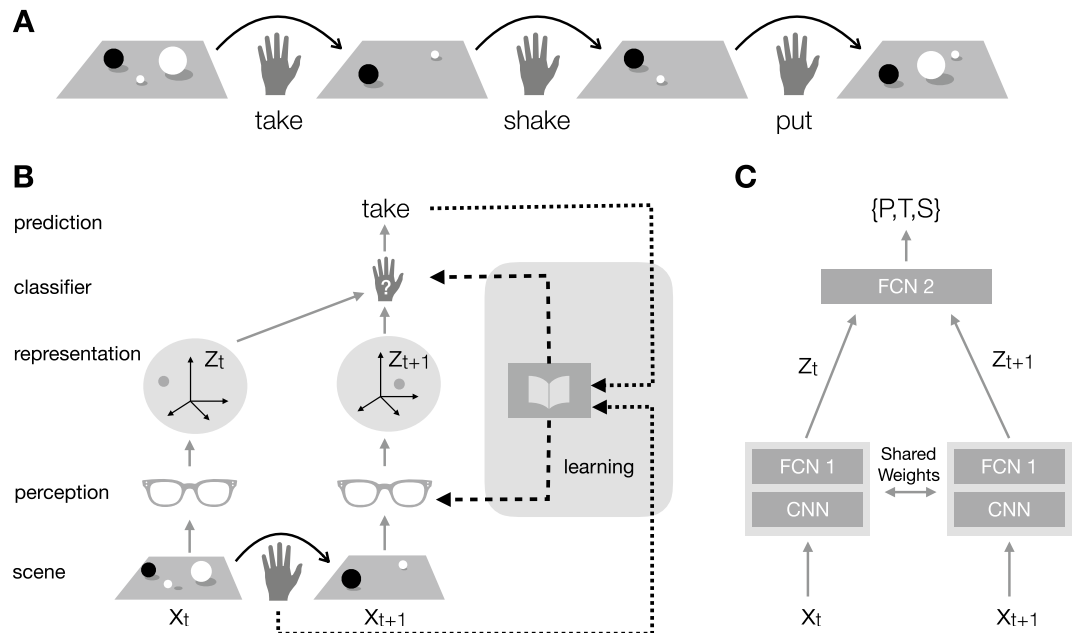 A
take
shake
put
B
prediction
classifier
representation
perception
scene
take
?
Zt
Zt+1
learning
Xt
Xt+1
C
{P,T,S}
FCN 2
Zt
Zt+1
FCN 1
CNN
Shared
Weights
FCN 1
CNN
Xt
Xt+1